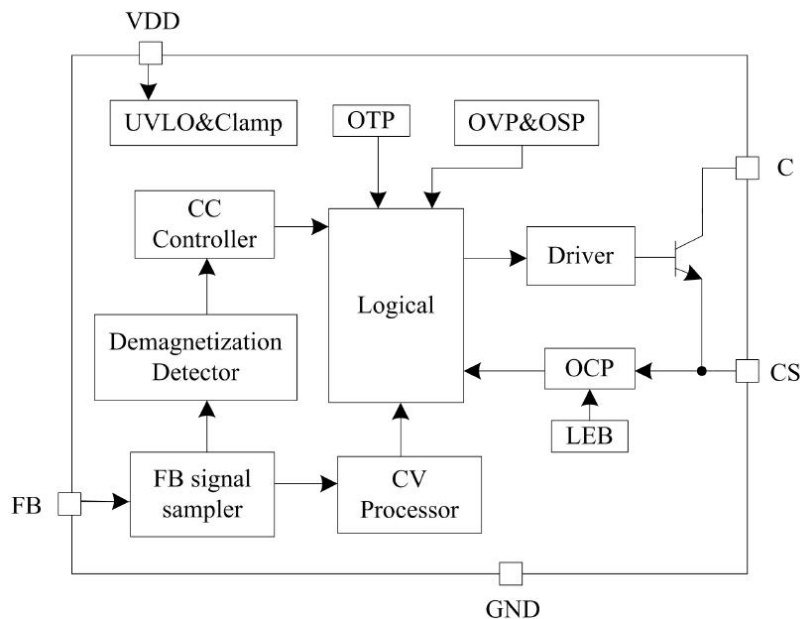 VDD
UVLO&Clamp
OTP
OVP&OSP
C
CC
Controller
Driver
Logical
Demagnetization
Detector
OCP
CS
LEB
FB
FB signal
sampler
CV
Processor
GND